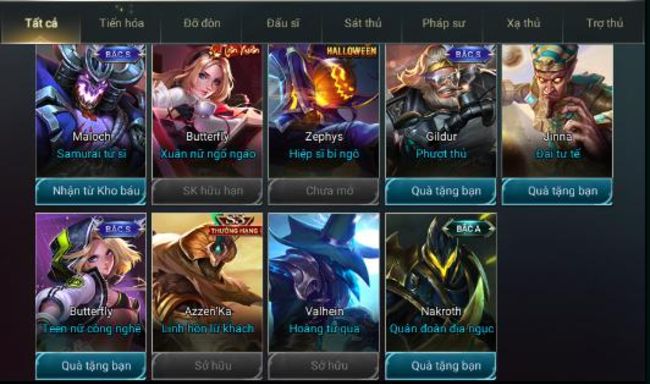 Tất cả Tiến hóa Đỡ đòn Đấu sĩ Sát thủ Pháp sư Xạ thủ Trợ thủ
BẬC S Tân Xuân HALLOWEEN BẬC S
Maloch Butterfly Zephys Gildur Jinna
Samurai tử sĩ Xuân nữ ngổ ngáo Hiệp sĩ bí ngô Phượt thủ Đại tư tế
Nhận từ Kho báu SK hữu hạn Chưa mở Quà tặng bạn Quà tặng bạn
BẬC S S3 BẬC A
THƯỞNG HẠNG
Butterfly Azzen'Ka Valhein Nakroth
Teen nữ công nghệ Linh hồn lữ khách Hoàng tử quạ Quân đoàn địa ngục
Quà tặng bạn Sở hữu Sở hữu Quà tặng bạn